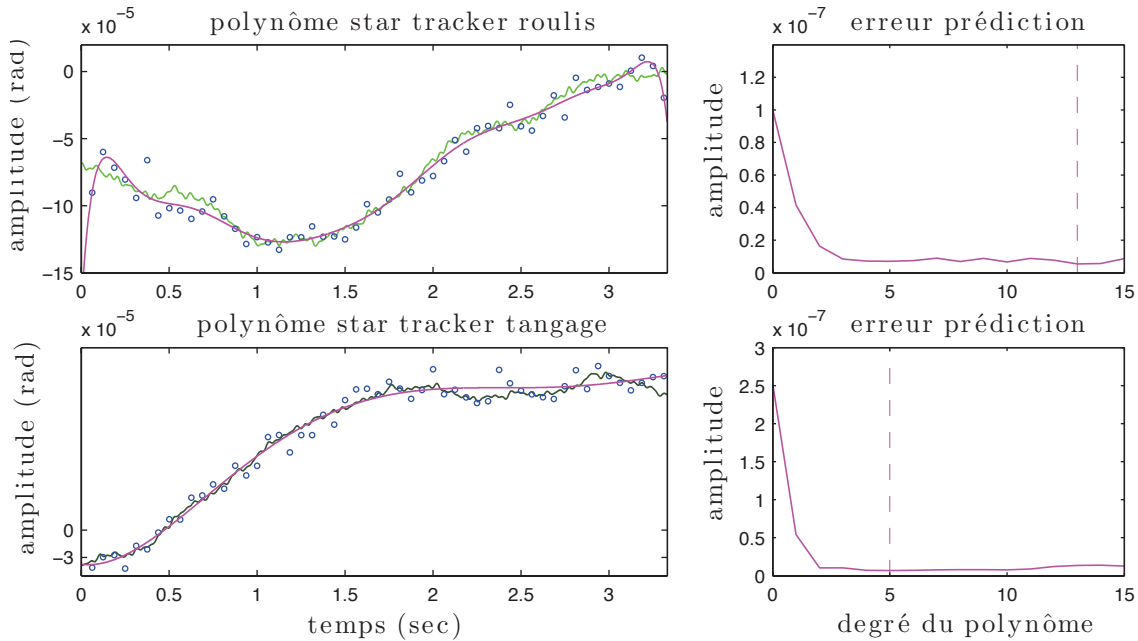 x 10⁻⁵
polynôme star tracker roulis
amplitude (rad)
0
−5
−10
−15
0
0.5
1
1.5
2
2.5
3
x 10⁻⁷
erreur prédiction
amplitude
1.2
1
0.7
0.4
0.2
0
0
5
10
15
x 10⁻⁵
polynôme star tracker tangage
amplitude (rad)
0
−3
0
0.5
1
1.5
2
2.5
3
temps (sec)
x 10⁻⁷
erreur prédiction
amplitude
3
2.5
2
1.5
1
0.5
0
0
5
10
15
degré du polynôme